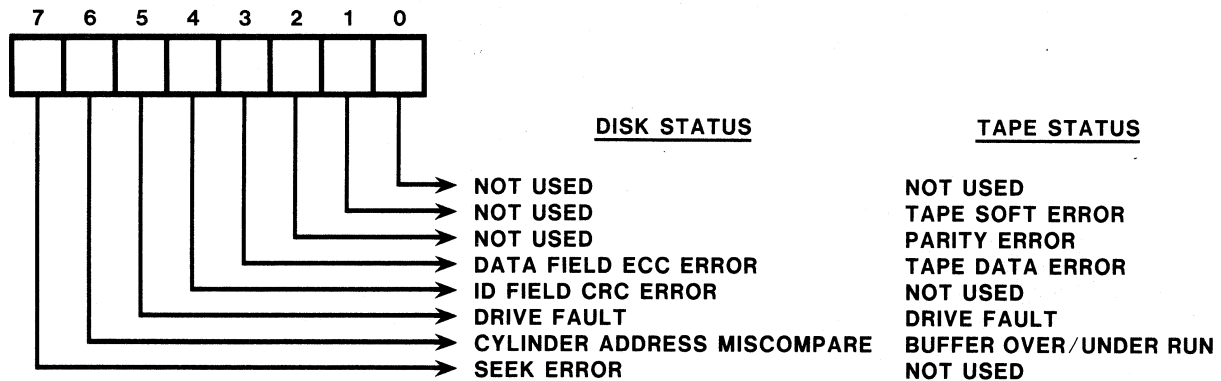 7 6 5 4 3 2 1 0
DISK STATUS TAPE STATUS
NOT USED NOT USED
NOT USED TAPE SOFT ERROR
NOT USED PARITY ERROR
DATA FIELD ECC ERROR TAPE DATA ERROR
ID FIELD CRC ERROR NOT USED
DRIVE FAULT DRIVE FAULT
CYLINDER ADDRESS MISCOMPARE BUFFER OVER/UNDER RUN
SEEK ERROR NOT USED